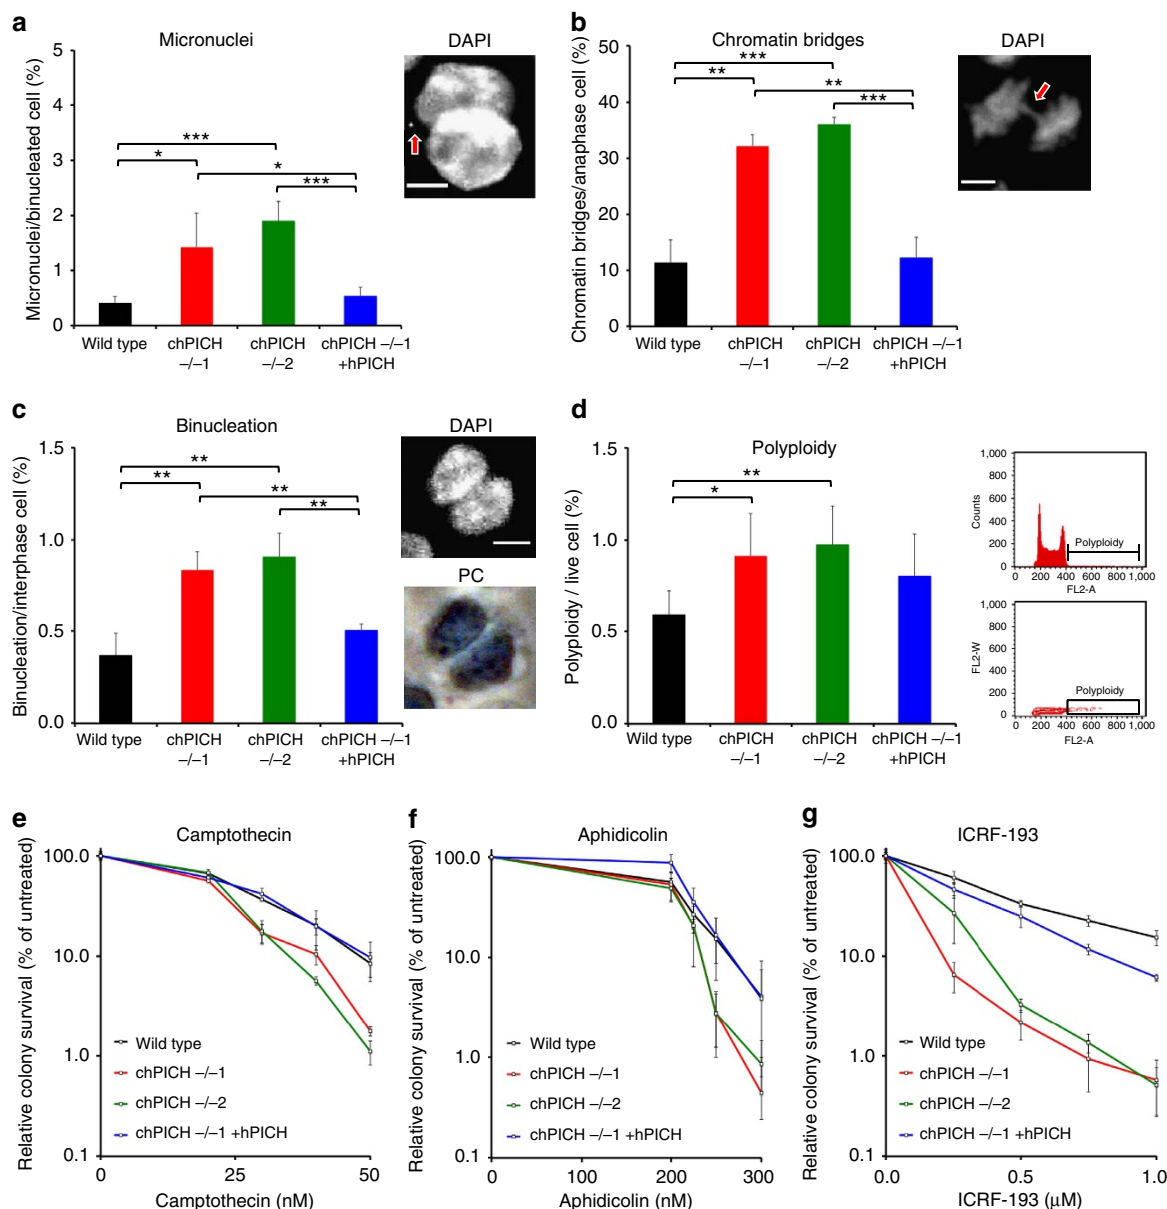 a
Micronuclei
Micronuclei/binucleated cell (%)
5
4
3
2
1
0
***
*
*
***
Wild type
chPICH
–/–1
chPICH
–/–2
chPICH –/–1
+hPICH
DAPI
b
Chromatin bridges
Chromatin bridges/anaphase cell (%)
50
40
30
20
10
0
***
**
**
***
Wild type
chPICH
–/–1
chPICH
–/–2
chPICH –/–1
+hPICH
DAPI
c
Binucleation
Binucleation/interphase cell (%)
1.5
1.0
0.5
0.0
**
**
**
**
Wild type
chPICH
–/–1
chPICH
–/–2
chPICH –/–1
+hPICH
DAPI
PC
d
Polyploidy
Polyploidy / live cell (%)
1.5
1.0
0.5
0.0
**
*
Wild type
chPICH
–/–1
chPICH
–/–2
chPICH –/–1
+hPICH
Counts
1,000
800
600
400
200
0
Polyploidy
0 200 400 600 800 1,000
FL2-A
FL2-W
1,000
800
600
400
200
0
Polyploidy
0 200 400 600 800 1,000
FL2-A
e
Camptothecin
Relative colony survival (% of untreated)
100.0
10.0
1.0
0.1
Wild type
chPICH –/–1
chPICH –/–2
chPICH –/–1 +hPICH
0 25 50
Camptothecin (nM)
f
Aphidicolin
Relative colony survival (% of untreated)
100.0
10.0
1.0
0.1
Wild type
chPICH –/–1
chPICH –/–2
chPICH –/–1 +hPICH
0 100 200 300
Aphidicolin (nM)
g
ICRF-193
Relative colony survival (% of untreated)
100.0
10.0
1.0
0.1
Wild type
chPICH –/–1
chPICH –/–2
chPICH –/–1 +hPICH
0.0 0.5 1.0
ICRF-193 (μM)